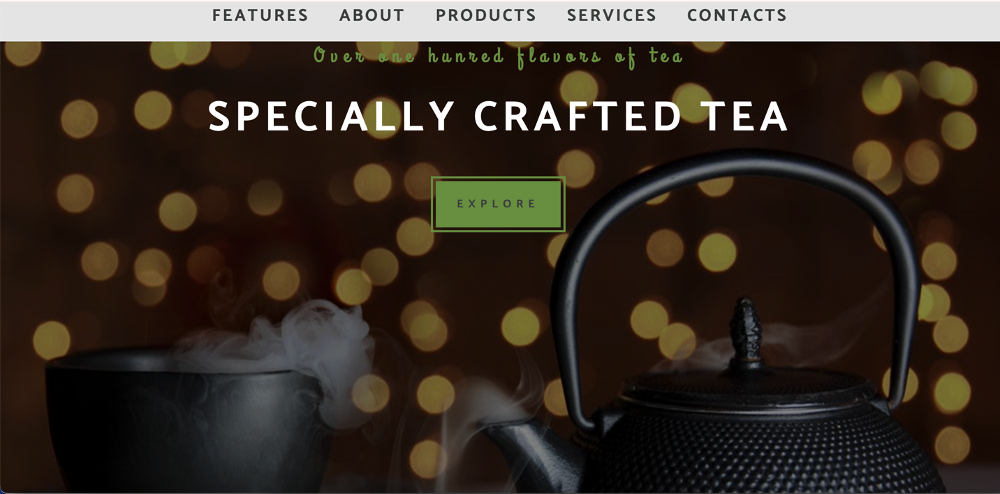 FEATURES ABOUT PRODUCTS SERVICES CONTACTS
Over one hunred flavors of tea
SPECIALLY CRAFTED TEA
EXPLORE